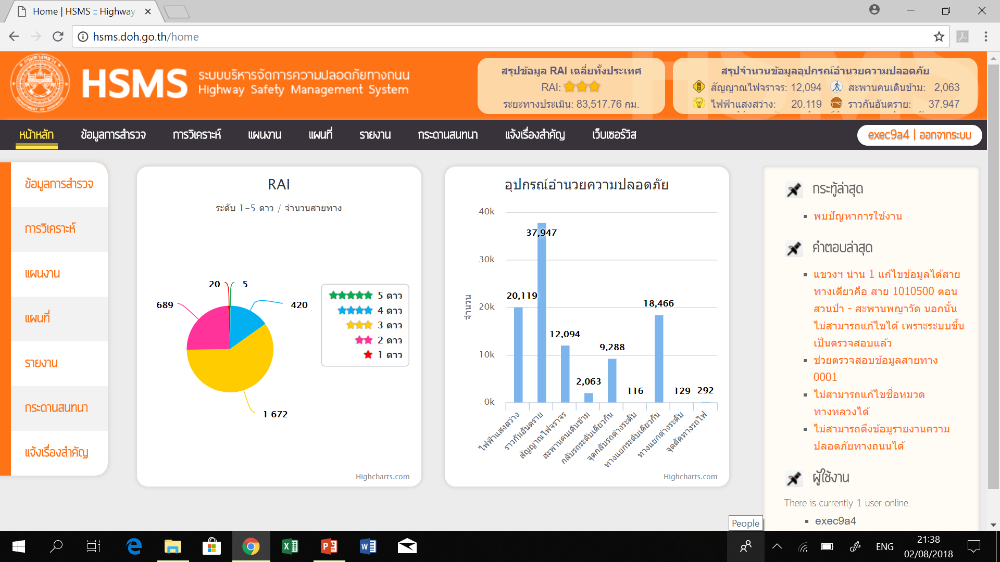 Home | HSMS :: Highway
hsms.doh.go.th/home
กรมทางหลวง
DEPARTMENT OF HIGHWAYS
HSMS
ระบบบริหารจัดการความปลอดภัยทางถนน
Highway Safety Management System
สรุปข้อมูล RAI เฉลี่ยทั้งประเทศ
RAI:
ระยะทางประเมิน: 83,517.76 กม.
สรุปจำนวนข้อมูลอุปกรณ์อำนวยความปลอดภัย
สัญญาณไฟจราจร: 12,094 สะพานคนเดินข้าม: 2,063
ไฟฟ้าแสงสว่าง: 20.119 ราวกันอันตราย: 37.947
หน้าหลัก ข้อมูลการสำรวจ การวิเคราะห์ แผนงาน แผนที่ รายงาน กระดานสนทนา แจ้งเรื่องสำคัญ เว็บเซอร์วิส
exec9a4 | ออกจากระบบ
ข้อมูลการสำรวจ
การวิเคราะห์
แผนงาน
แผนที่
รายงาน
กระดานสนทนา
แจ้งเรื่องสำคัญ
RAI
ระดับ 1-5 ดาว / จำนวนสายทาง
20 5
689 420
1 672
5 ดาว
4 ดาว
3 ดาว
2 ดาว
1 ดาว
Highcharts.com
อุปกรณ์อำนวยความปลอดภัย
จำนวน
40k
30k
20k
10k
0k
20,119
37,947
12,094
2,063
9,288
116
18,466
129
292
ไฟฟ้าแสงสว่าง
ราวกันอันตราย
สัญญาณไฟจราจร
สะพานคนเดินข้าม
กลับรถระดับเดียวกัน
จุดกลับรถต่างระดับ
ทางแยกระดับเดียวกัน
ทางแยกต่างระดับ
จุดตัดทางรถไฟ
Highcharts.com
กระทู้ล่าสุด
พบปัญหาการใช้งาน
คำตอบล่าสุด
แขวงฯ น่าน 1 แก้ไขข้อมูลได้สาย
ทางเดียวคือ สาย 1010500 ตอน
สวนป่า - สะพานพญาวัด นอกนั้น
ไม่สามารถแก้ไขได้ เพราะระบบขึ้น
เป็นตรวจสอบแล้ว
ช่วยตรวจสอบข้อมูลสายทาง
0001
ไม่สามารถแก้ไขชื่อหมวด
ทางหลวงได้
ไม่สามารถดึงข้อมูรายงานความ
ปลอดภัยทางถนนได้
ผู้ใช้งาน
There is currently 1 user online.
exec9a4
People
ENG
21:38
02/08/2018